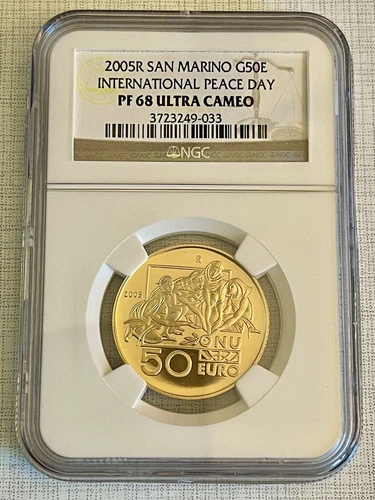 2005R SAN MARINO G50E
INTERNATIONAL PEACE DAY
PF 68 ULTRA CAMEO
3723249-033
NGC
R
2005
ONU
50 EURO